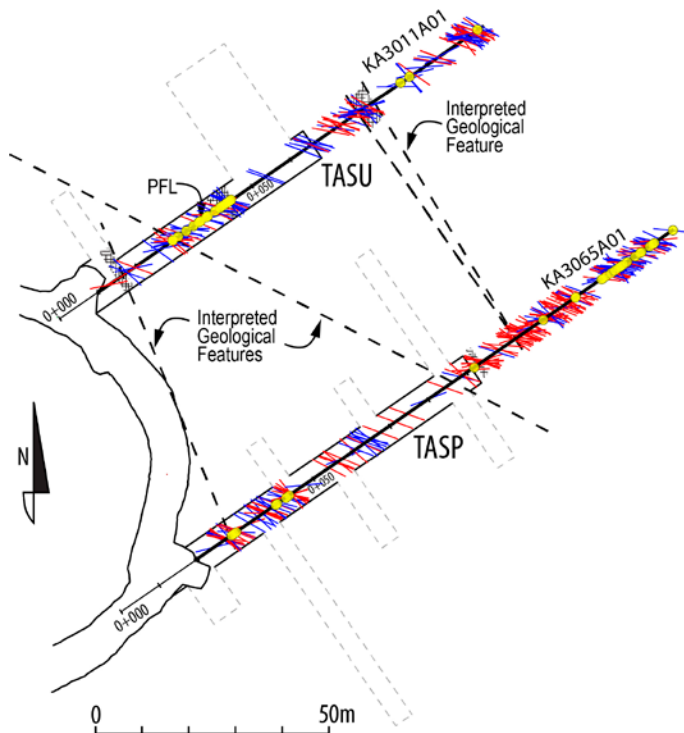 KA3011A01
Interpreted
Geological
Feature
TASU
PFL
0+050
KA3065A01
0+000
Interpreted
Geological
Features
N
TASP
0+050
0+000
0
50m